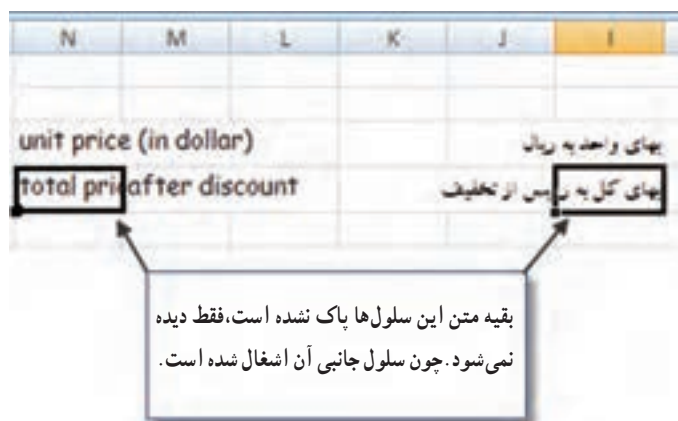 N M L K J I
unit price (in dollar) بهای واحد به ریال
total pri after discount بهای کل به ر پس از تخفیف
بقیه متن این سلول‌ها پاک نشده است،فقط دیده
نمی‌شود.چون سلول جانبی آن اشغال شده است.